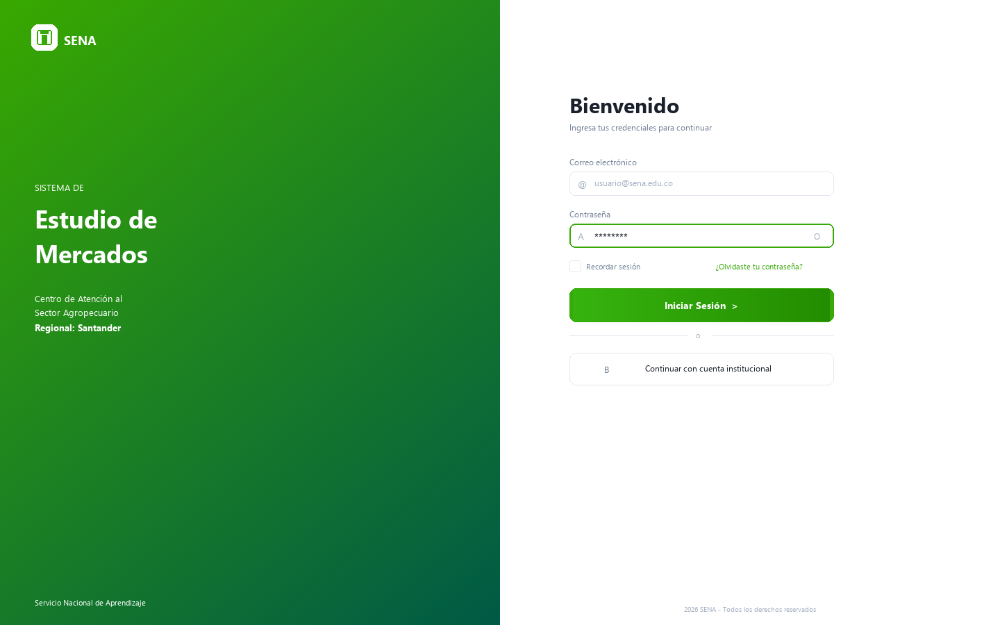 SENA
SISTEMA DE
Estudio de
Mercados
Centro de Atención al
Sector Agropecuario
Regional: Santander
Servicio Nacional de Aprendizaje
Bienvenido
Ingresa tus credenciales para continuar
Correo electrónico
@ usuario@sena.edu.co
Contraseña
A ******** O
Recordar sesión ¿Olvidaste tu contraseña?
Iniciar Sesión >
o
B Continuar con cuenta institucional
2026 SENA - Todos los derechos reservados